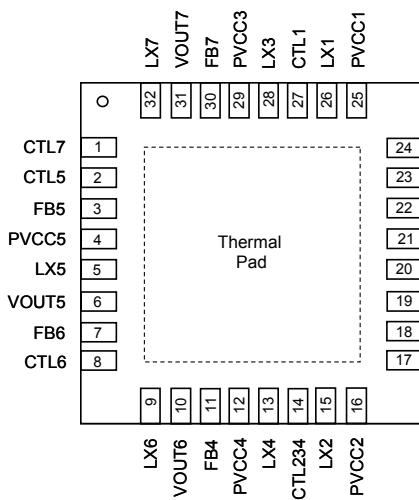 LX7
VOUT7
FB7
PVCC3
LX3
CTL1
LX1
PVCC1
32
31
30
29
28
27
26
25
CTL7 1
CTL5 2
FB5 3
PVCC5 4
LX5 5
VOUT5 6
FB6 7
CTL6 8
Thermal
Pad
24
23
22
21
20
19
18
17
9
10
11
12
13
14
15
16
LX6
VOUT6
FB4
PVCC4
LX4
CTL234
LX2
PVCC2